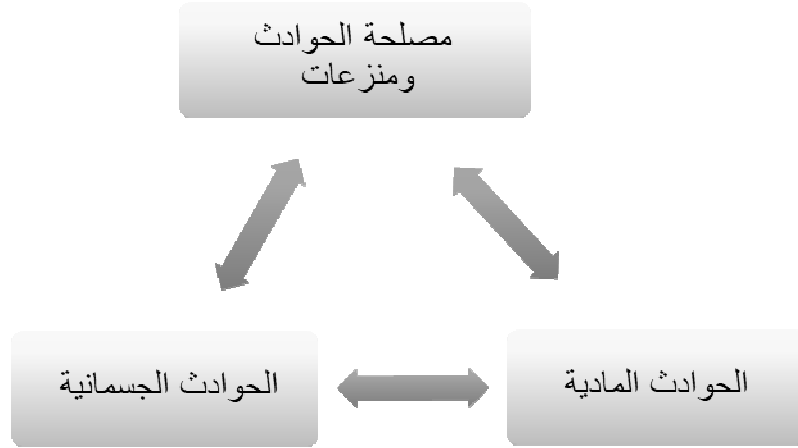 مصلحة الحوادث
ومنزعات
الحوادث المادية
الحوادث الجسمانية